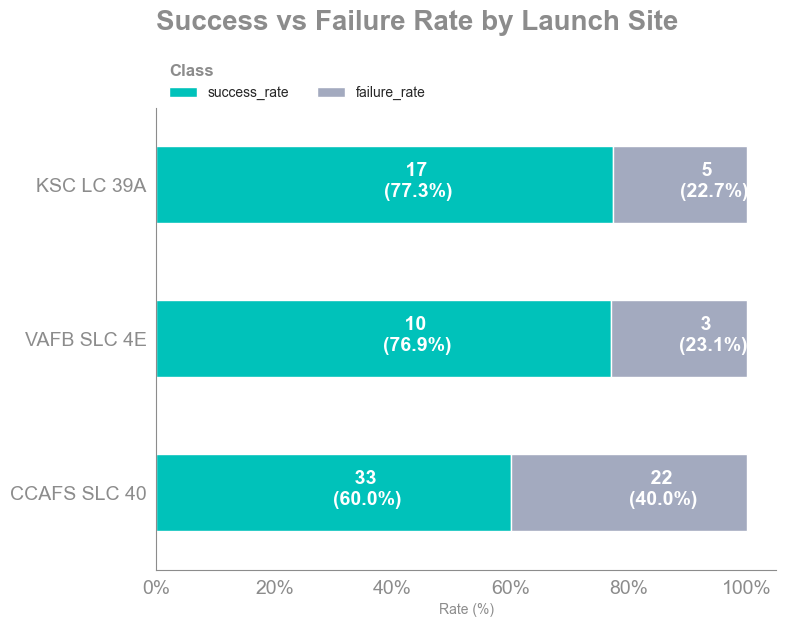 Success vs Failure Rate by Launch Site
Class
success_rate failure_rate
KSC LC 39A
17
(77.3%)
5
(22.7%)
VAFB SLC 4E
10
(76.9%)
3
(23.1%)
CCAFS SLC 40
33
(60.0%)
22
(40.0%)
0% 20% 40% 60% 80% 100%
Rate (%)